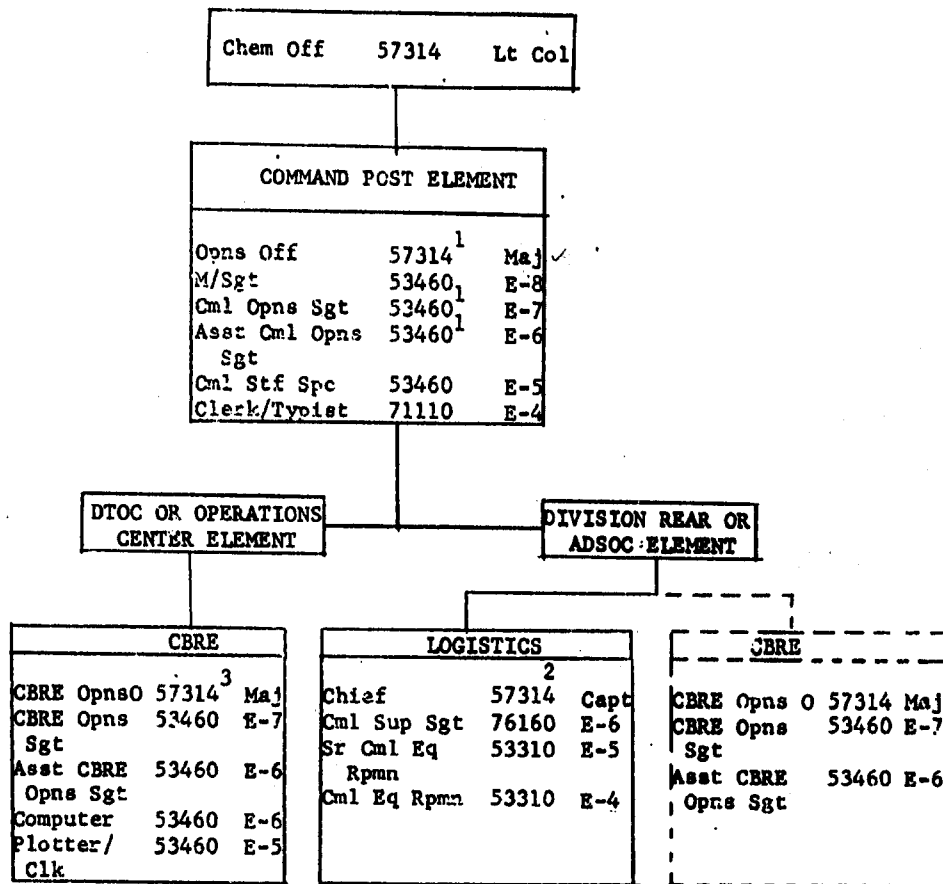 Chem Off 57314 Lt Col
COMMAND POST ELEMENT
Opns Off 57314 1 Maj
M/Sgt 53460 E-8
Cml Opns Sgt 53460 1 E-7
Asst Cml Opns 53460 1 E-6
Sgt
Cml Stf Spc 53460 E-5
Clerk/Typist 71110 E-4
DTOC OR OPERATIONS
CENTER ELEMENT
DIVISION REAR OR
ADSOC ELEMENT
CBRE
CBRE OpnsO 57314 3 Maj
CBRE Opns 53460 E-7
Sgt
Asst CBRE 53460 E-6
Opns Sgt
Computer 53460 E-6
Plotter/ 53460 E-5
Clk
LOGISTICS
2
Chief 57314 Capt
Cml Sup Sgt 76160 E-6
Sr Cml Eq 53310 E-5
Rpmn
Cml Eq Rpmn 53310 E-4
CBRE
CBRE Opns O 57314 Maj
CBRE Opns 53460 E-7
Sgt
Asst CBRE 53460 E-6
Opns Sgt